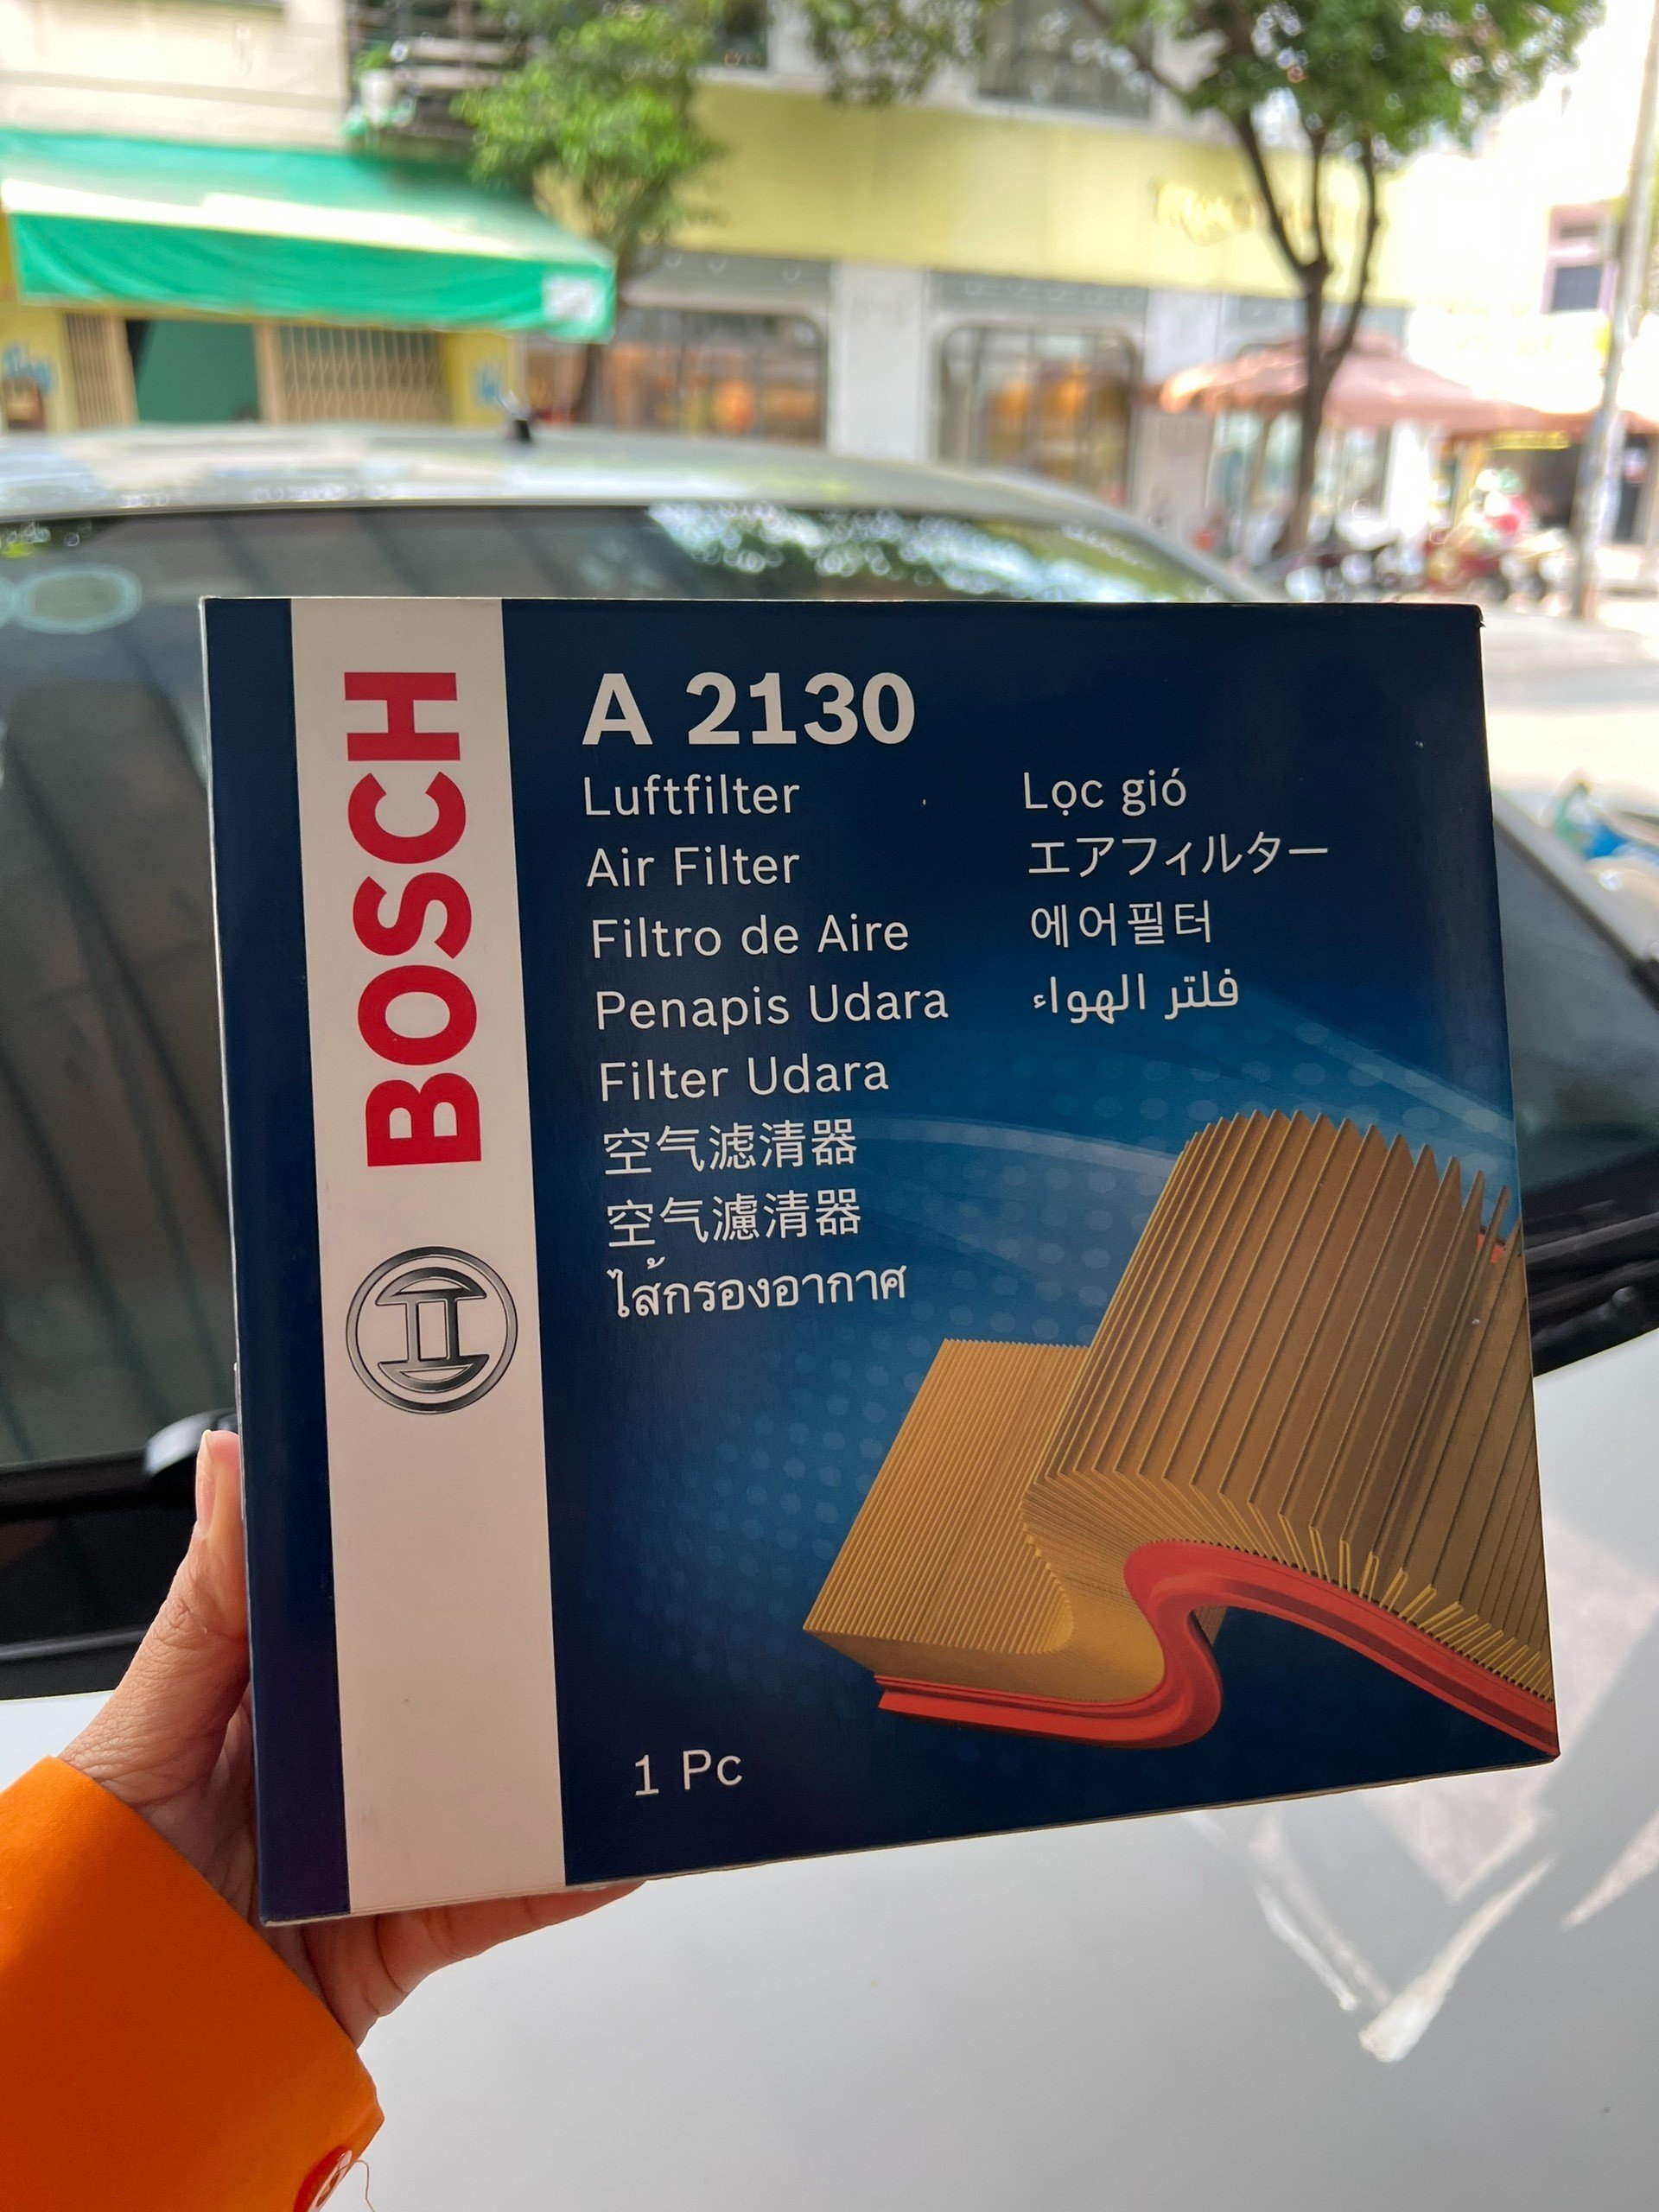 BOSCH
A 2130
Luftfilter
Air Filter
Filtro de Aire
Penapis Udara
Filter Udara
空气滤清器
空气濾清器
ไส้กรองอากาศ
Lọc gió
エアフィルター
에어필터
فلتر الهواء
1 Pc